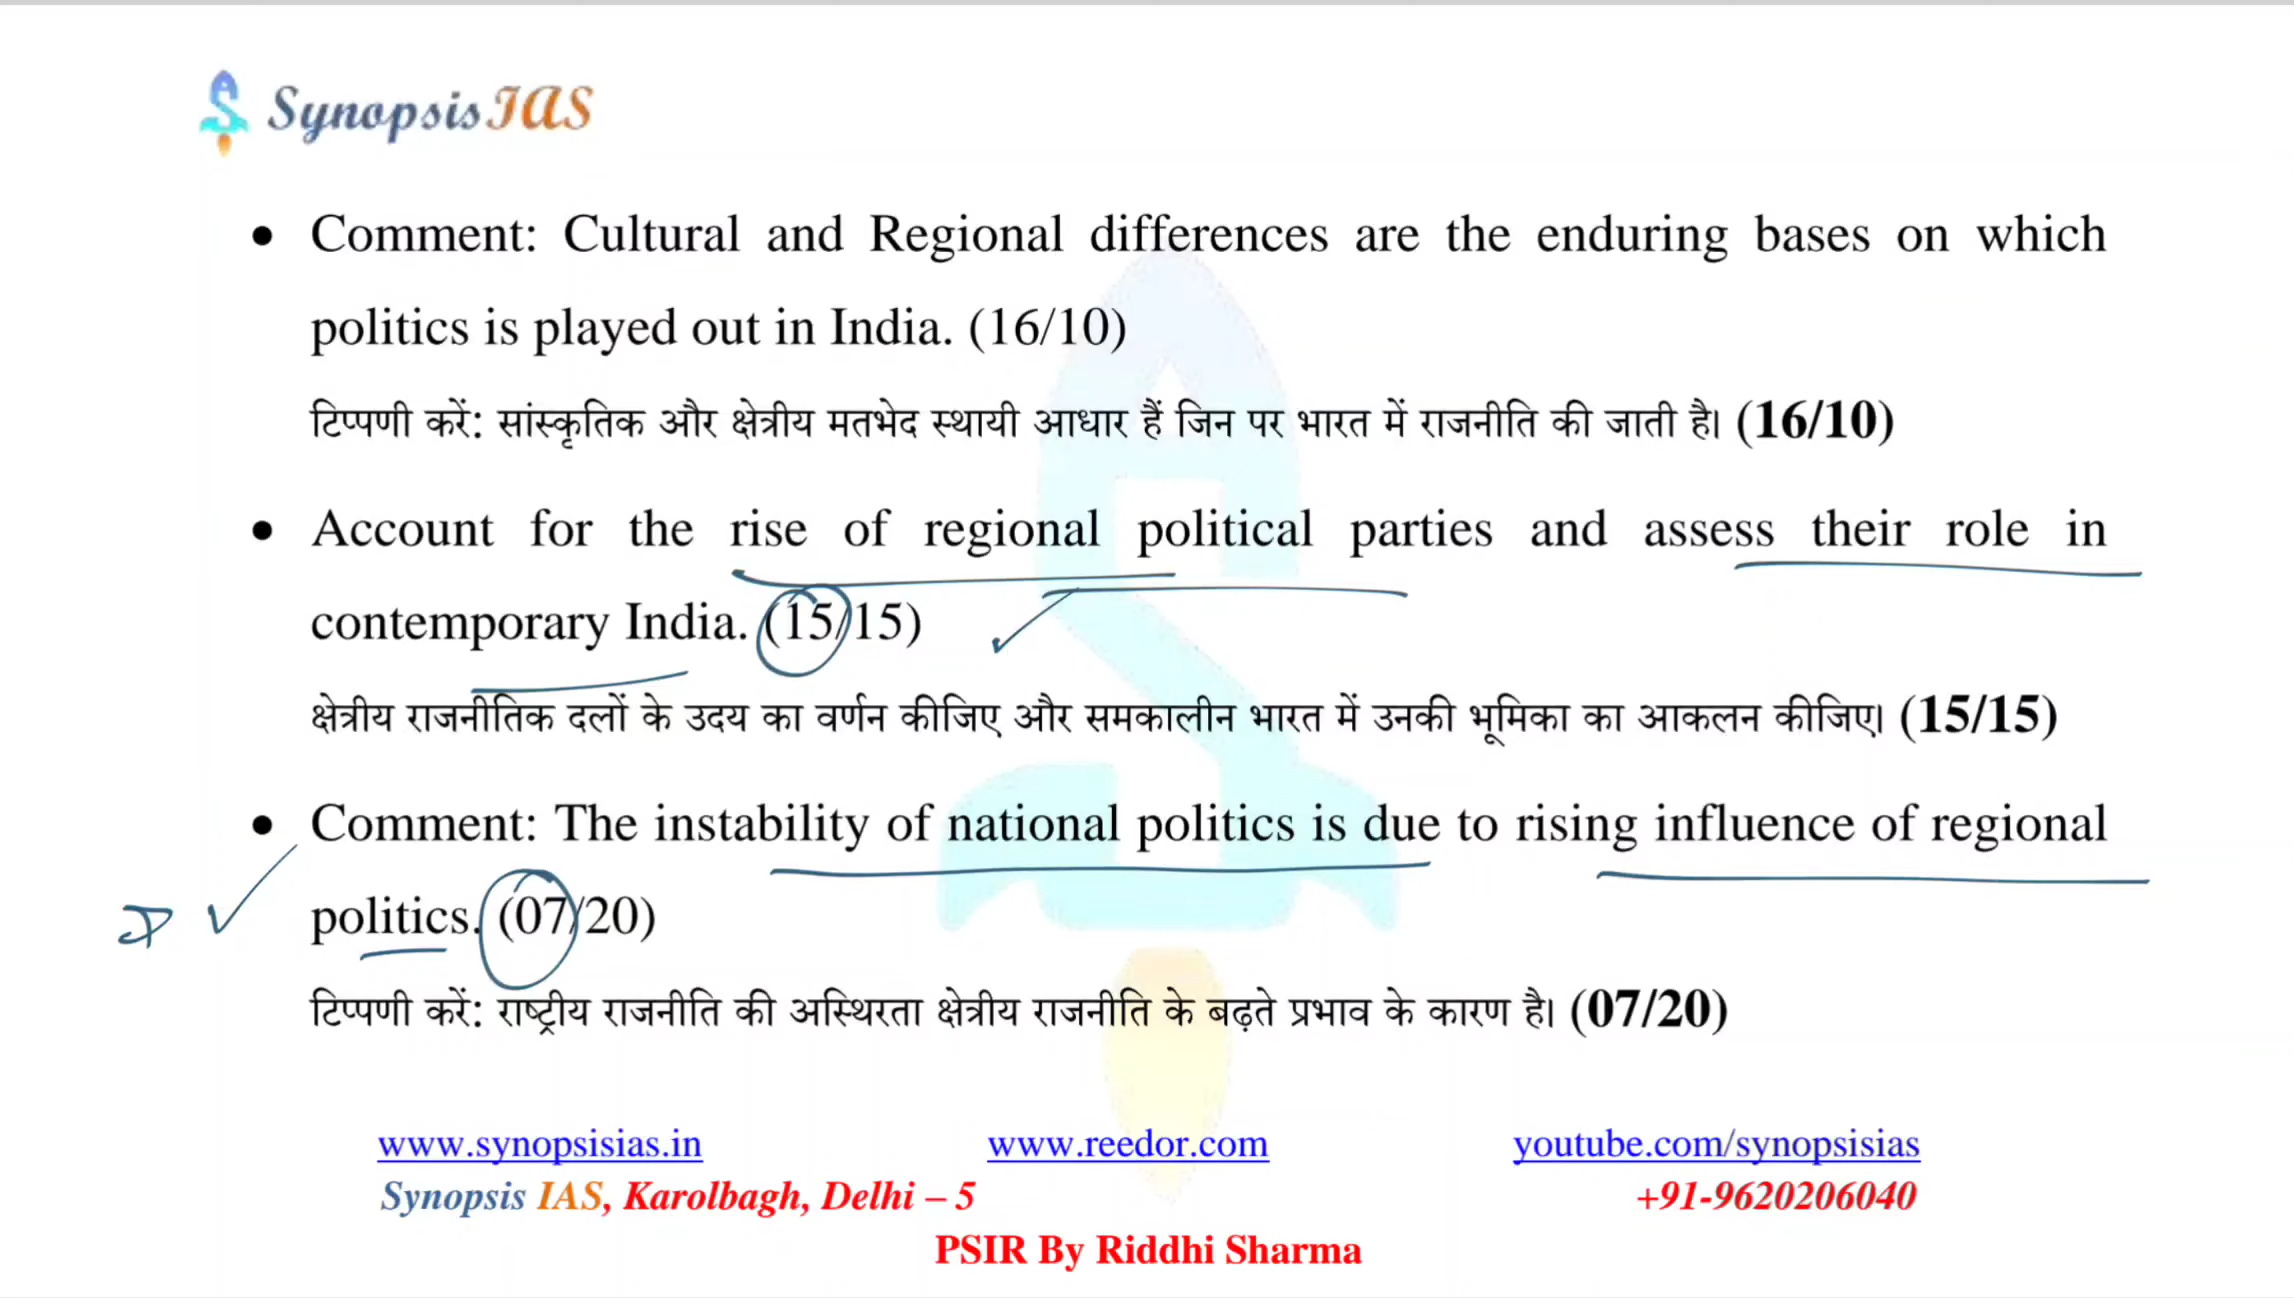 Synopsis IAS
• Comment: Cultural and Regional differences are the enduring bases on which
politics is played out in India. (16/10)
टिप्पणी करें: सांस्कृतिक और क्षेत्रीय मतभेद स्थायी आधार हैं जिन पर भारत में राजनीति की जाती है। (16/10)
• Account for the rise of regional political parties and assess their role in
contemporary India. (15/15)
क्षेत्रीय राजनीतिक दलों के उदय का वर्णन कीजिए और समकालीन भारत में उनकी भूमिका का आकलन कीजिए। (15/15)
• Comment: The instability of national politics is due to rising influence of regional
politics. (07/20)
टिप्पणी करें: राष्ट्रीय राजनीति की अस्थिरता क्षेत्रीय राजनीति के बढ़ते प्रभाव के कारण है। (07/20)
www.synopsisias.in www.reedor.com youtube.com/synopsisias
Synopsis IAS, Karolbagh, Delhi – 5 +91-9620206040
PSIR By Riddhi Sharma